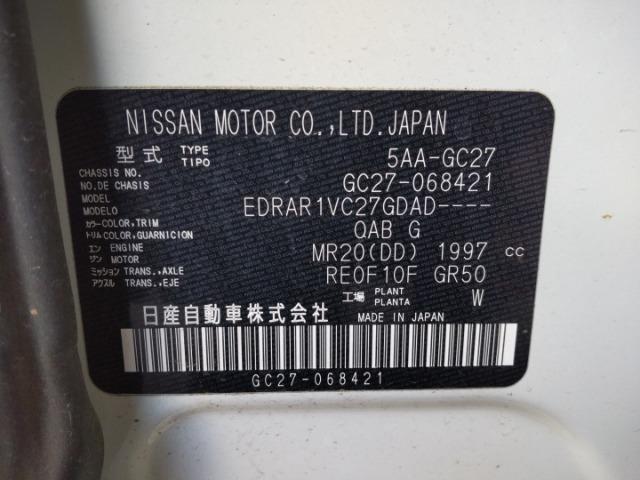 NISSAN MOTOR CO.,LTD.JAPAN
型式 TYPE TIPO 5AA-GC27
CHASSIS NO.
NO.DE CHASIS GC27-068421
MODEL
MODELO EDRAR1VC27GDAD----
カラー COLOR,TRIM
トリム COLOR,GUARNICION QAB G
エン ENGINE
ジン MOTOR MR20(DD) 1997 cc
ミッション TRANS.,AXLE
アクスル TRANS.,EJE RE0F10F GR50
工場 PLANT PLANTA W
日産自動車株式会社 MADE IN JAPAN
GC27-068421